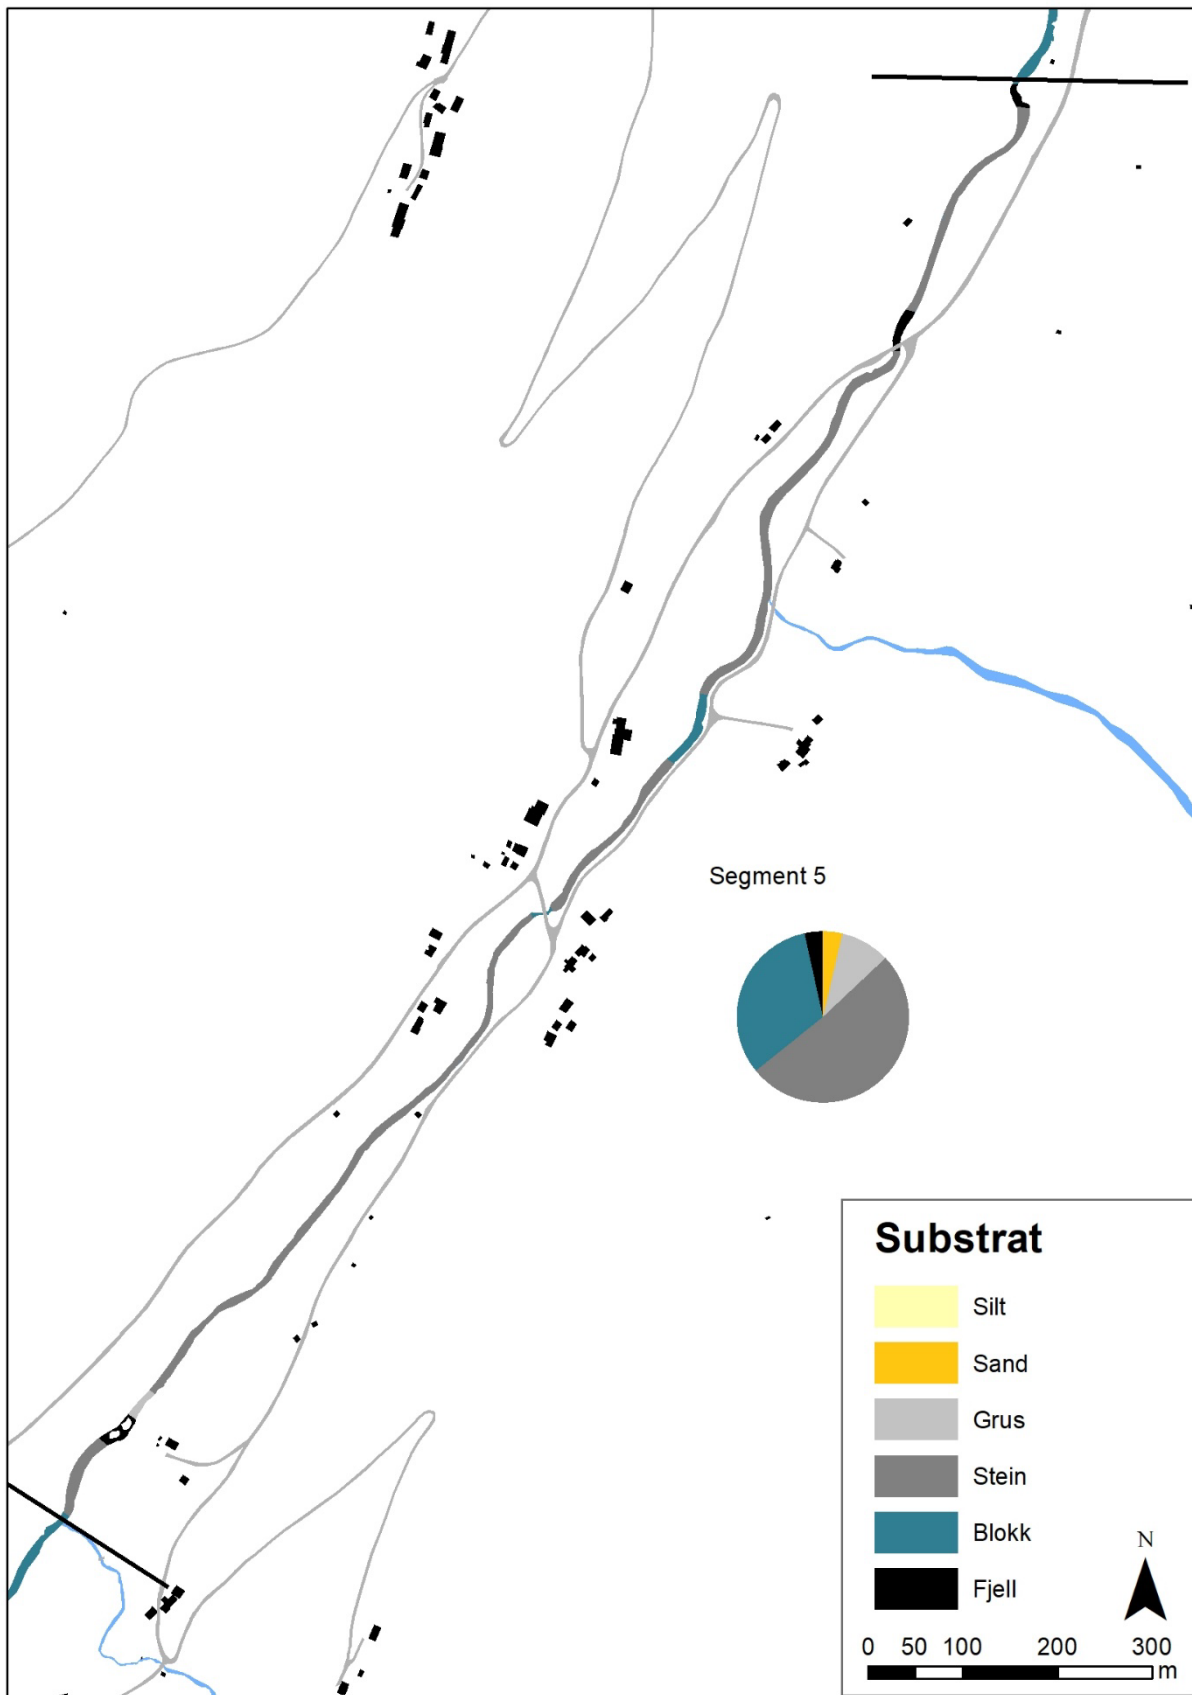 Segment 5
Substrat
Silt
Sand
Grus
Stein
Blokk
Fjell
N
0 50 100 200 300
m